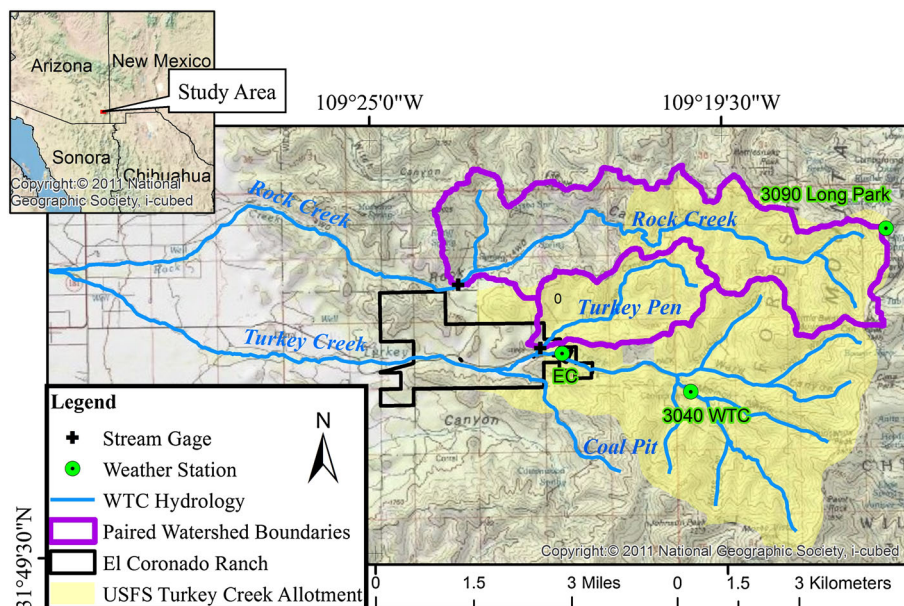 Arizona
New Mexico
Study Area
Sonora
Chihuahua
Copyright:© 2011 National
Geographic Society, i-cubed
109°25'0"W
109°19'30"W
3090 Long Park
Rock Creek
Rock Creek
Turkey Pen
0
Turkey Creek
EC
3040 WTC
Canyon
Coal Pit
Legend
N
Stream Gage
Weather Station
WTC Hydrology
Paired Watershed Boundaries
El Coronado Ranch
USFS Turkey Creek Allotment
Copyright:© 2011 National Geographic Society, i-cubed
31°49'30"N
0 1.5 3 Miles
0 1.5 3 Kilometers